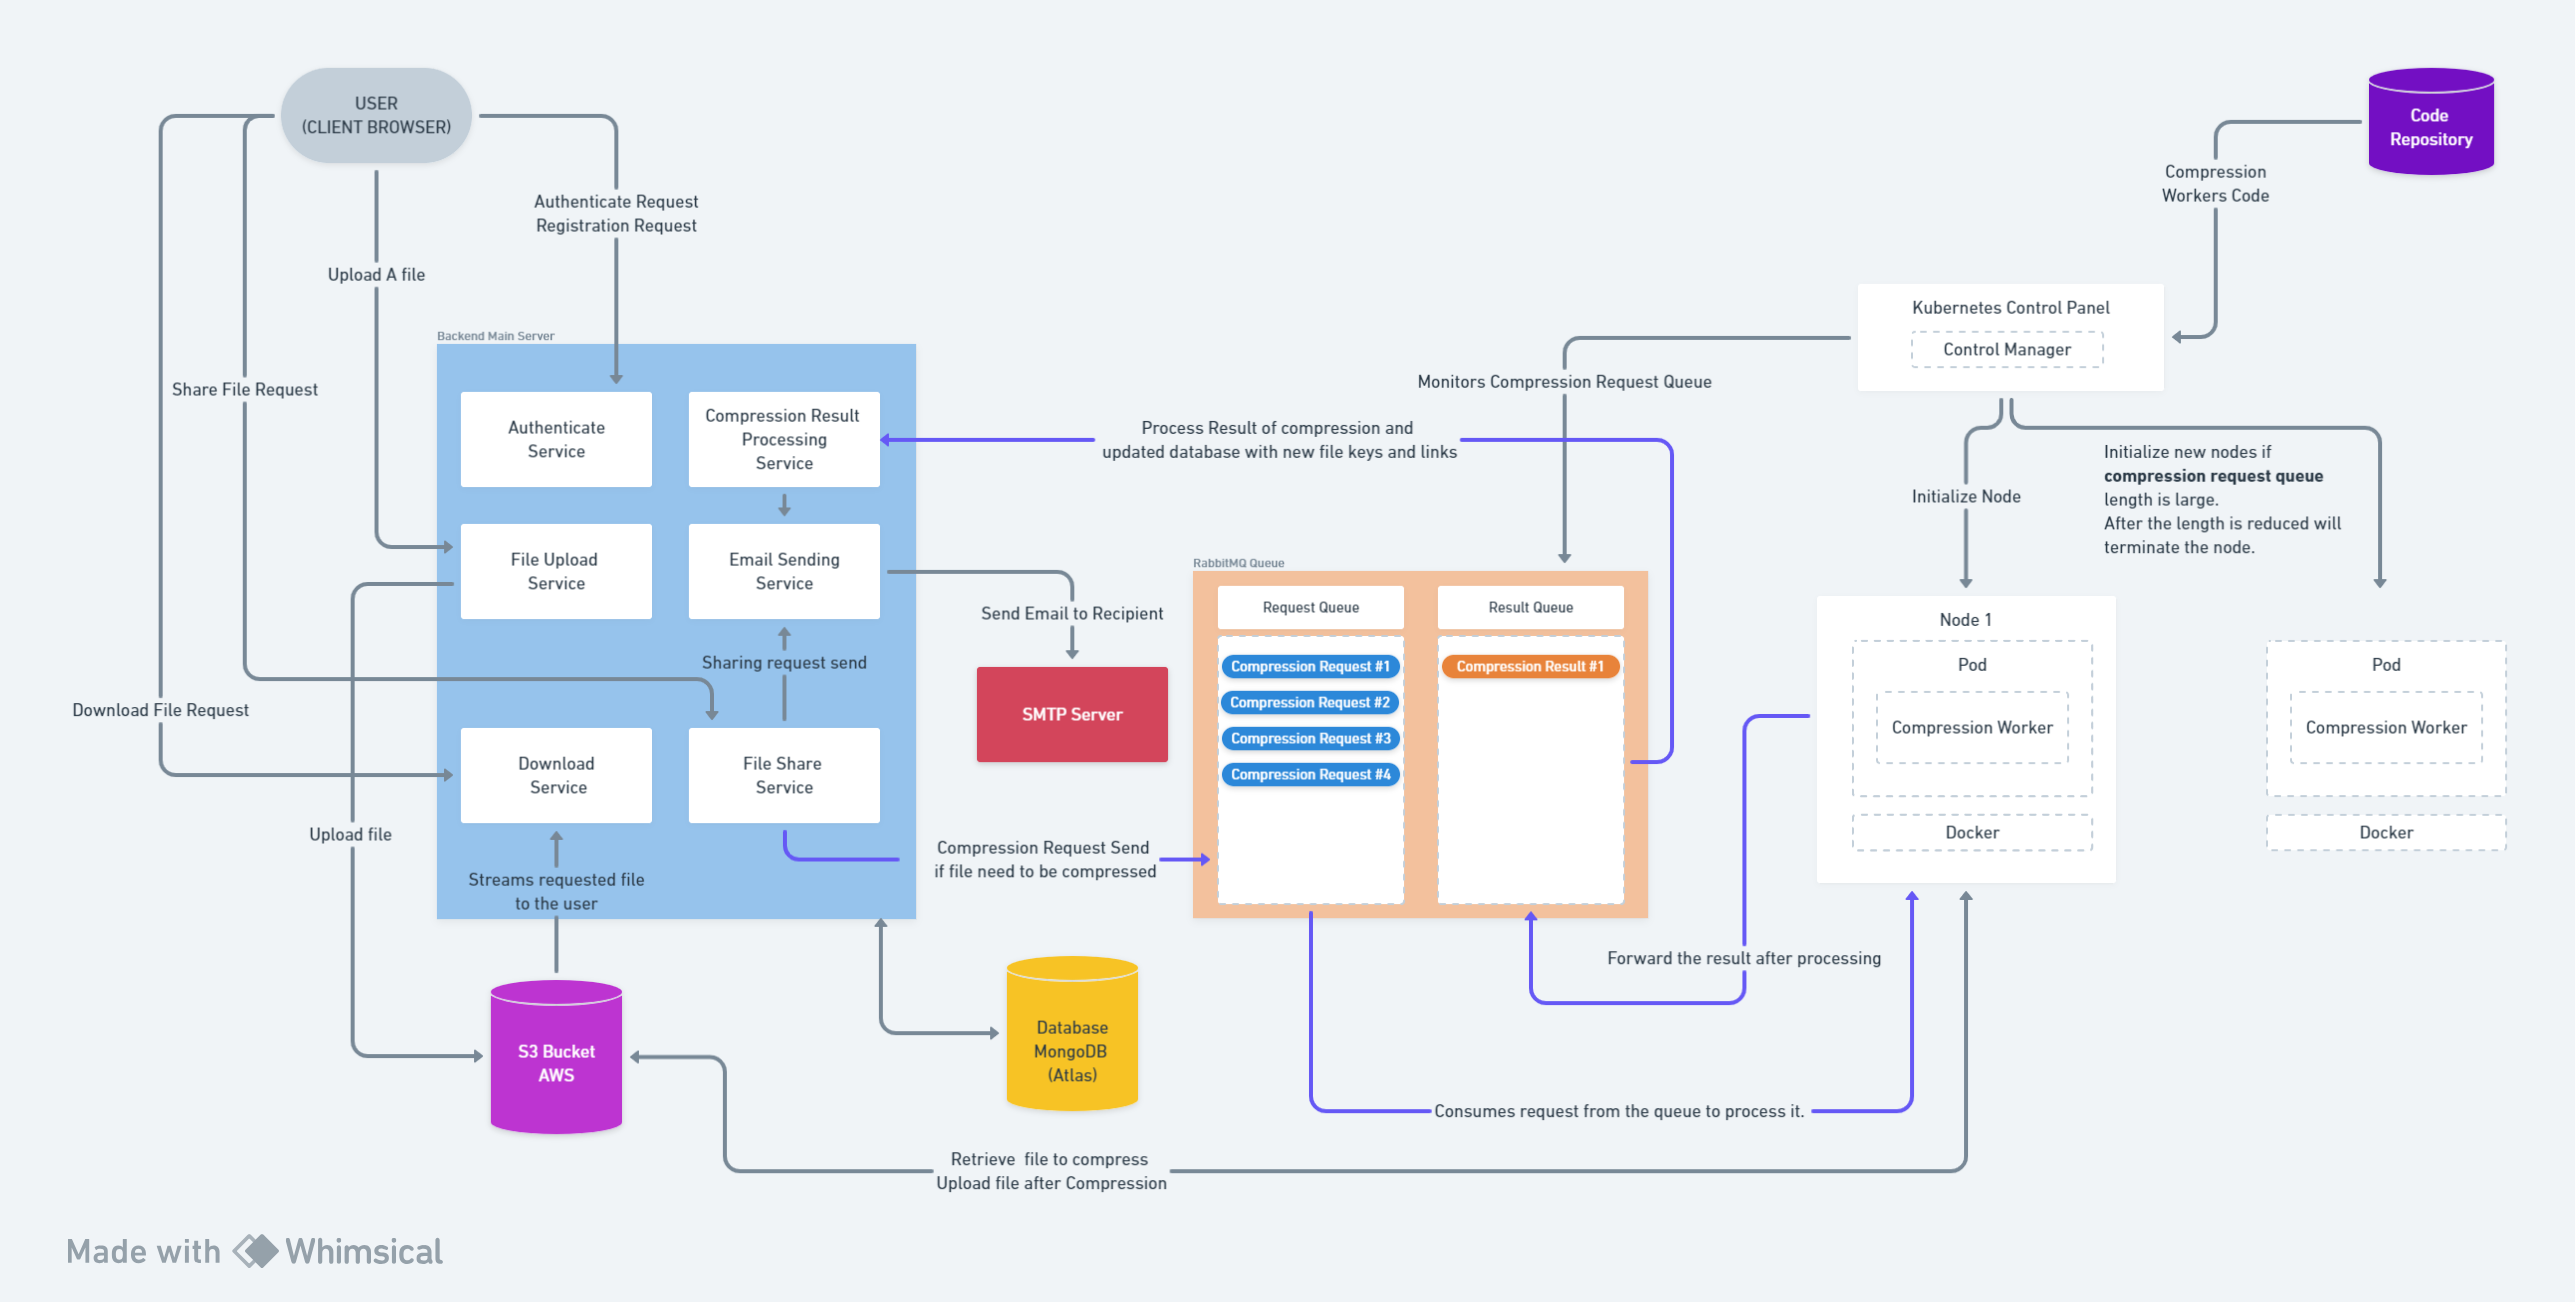 USER
(CLIENT BROWSER)
Code
Repository
Compression
Workers Code
Authenticate Request
Registration Request
Upload A file
Kubernetes Control Panel
Control Manager
Backend Main Server
Share File Request
Monitors Compression Request Queue
Authenticate
Service
Compression Result
Processing
Service
Process Result of compression and
updated database with new file keys and links
Initialize Node
Initialize new nodes if
compression request queue
length is large.
After the length is reduced will
terminate the node.
File Upload
Service
Email Sending
Service
RabbitMQ Queue
Send Email to Recipient
Request Queue
Result Queue
Node 1
Sharing request send
Compression Request #1
Compression Result #1
Pod
Pod
Download File Request
SMTP Server
Compression Request #2
Compression Request #3
Compression Request #4
Compression Worker
Compression Worker
Download
Service
File Share
Service
Docker
Docker
Upload file
Compression Request Send
if file need to be compressed
Streams requested file
to the user
Forward the result after processing
S3 Bucket
AWS
Database
MongoDB
(Atlas)
Consumes request from the queue to process it.
Retrieve  file to compress
Upload file after Compression
Made with Whimsical